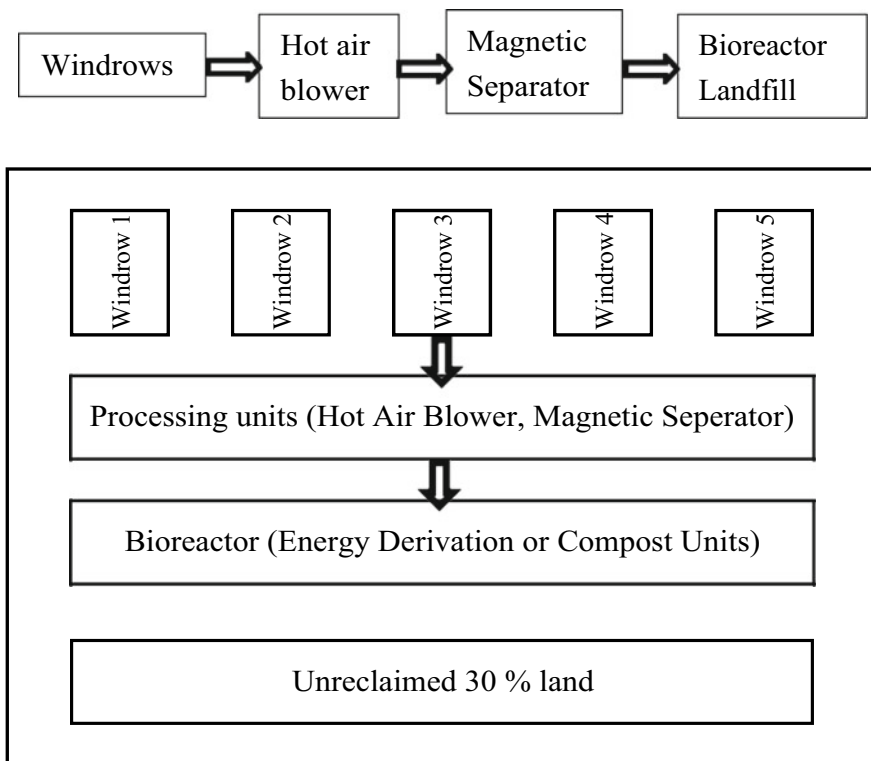 Windrows
Hot air
blower
Magnetic
Separator
Bioreactor
Landfill
Windrow 1
Windrow 2
Windrow 3
Windrow 4
Windrow 5
Processing units (Hot Air Blower, Magnetic Seperator)
Bioreactor (Energy Derivation or Compost Units)
Unreclaimed 30 % land